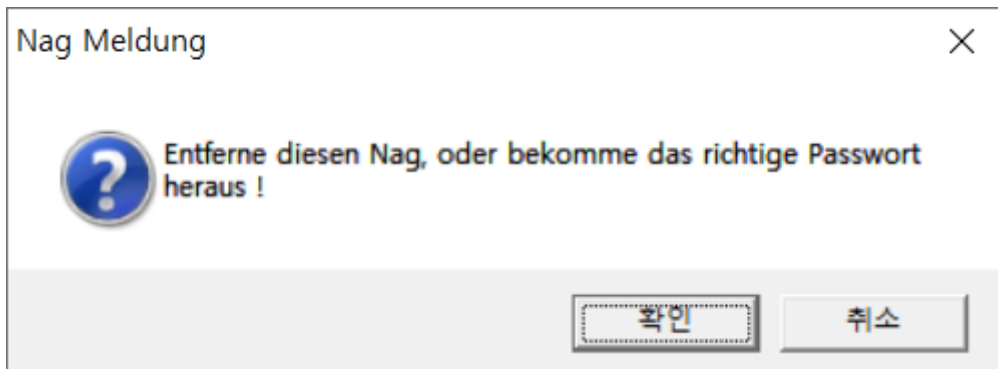 Nag Meldung
Entferne diesen Nag, oder bekomme das richtige Passwort
heraus !
확인
취소